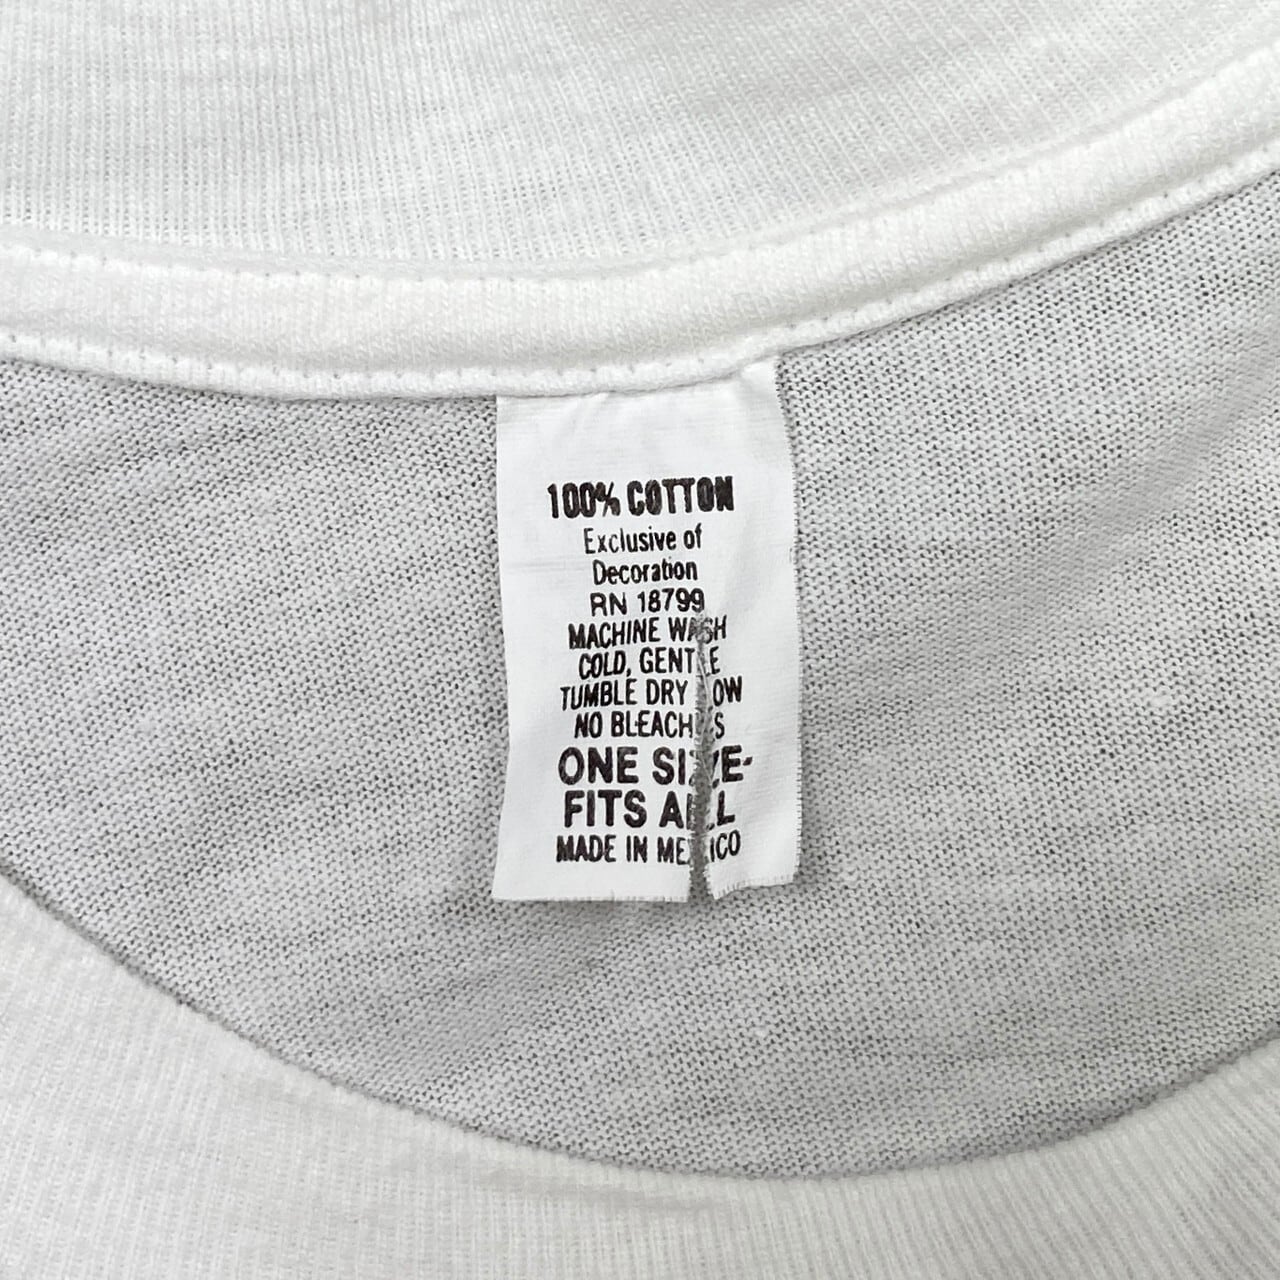 100% COTTON
Exclusive of
Decoration
RN 18799
MACHINE WASH
COLD, GENTLE
TUMBLE DRY LOW
NO BLEACHES
ONE SIZE-
FITS ALL
MADE IN MEXICO